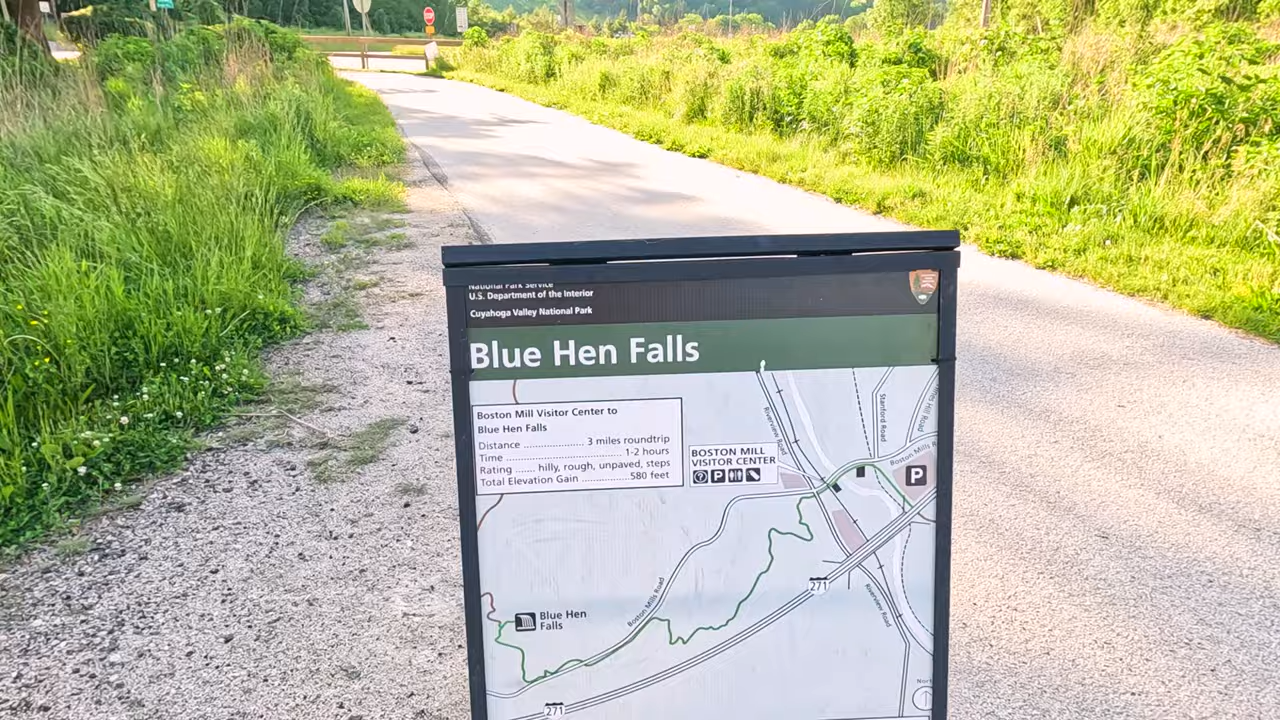 National Park Service
U.S. Department of the Interior
Cuyahoga Valley National Park
Blue Hen Falls
Boston Mill Visitor Center to
Blue Hen Falls
Distance ..................... 3 miles roundtrip
Time ..................................... 1-2 hours
Rating ...... hilly, rough, unpaved, steps
Total Elevation Gain ...............580 feet
BOSTON MILL
VISITOR CENTER
P
Riverview Road
Stanford Road
Boston Mills R
P
271
Riverview Road
Boston Mills Road
Blue Hen
Falls
271